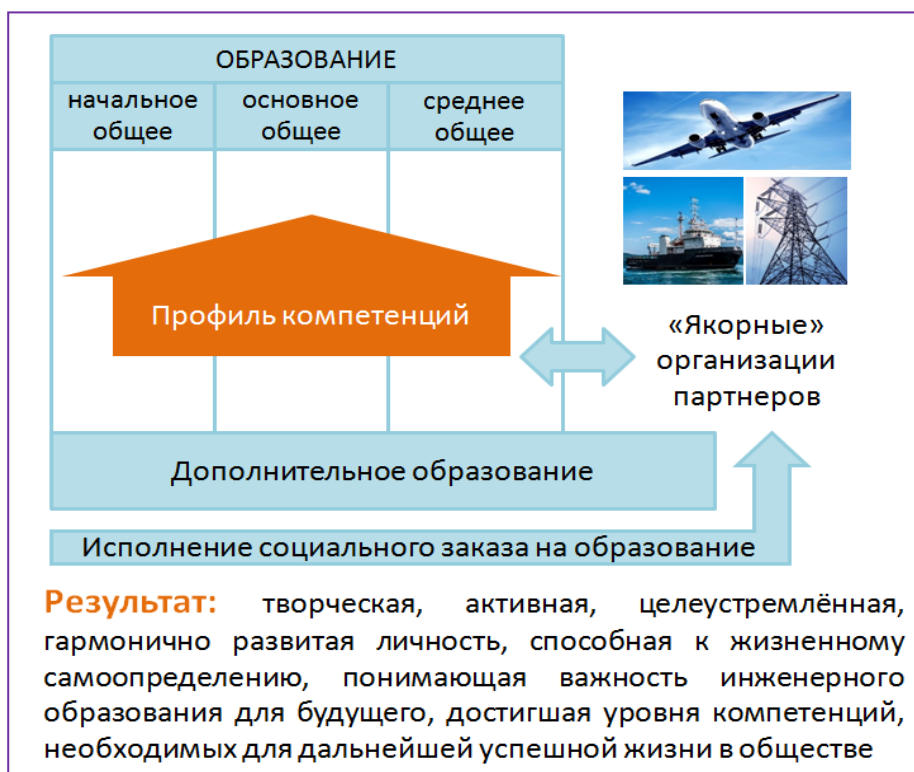 ОБРАЗОВАНИЕ
начальное общее
основное общее
среднее общее
Профиль компетенций
«Якорные»
организации
партнеров
Дополнительное образование
Исполнение социального заказа на образование
Результат: творческая, активная, целеустремлённая,
гармонично развитая личность, способная к жизненному
самоопределению, понимающая важность инженерного
образования для будущего, достигшая уровня компетенций,
необходимых для дальнейшей успешной жизни в обществе